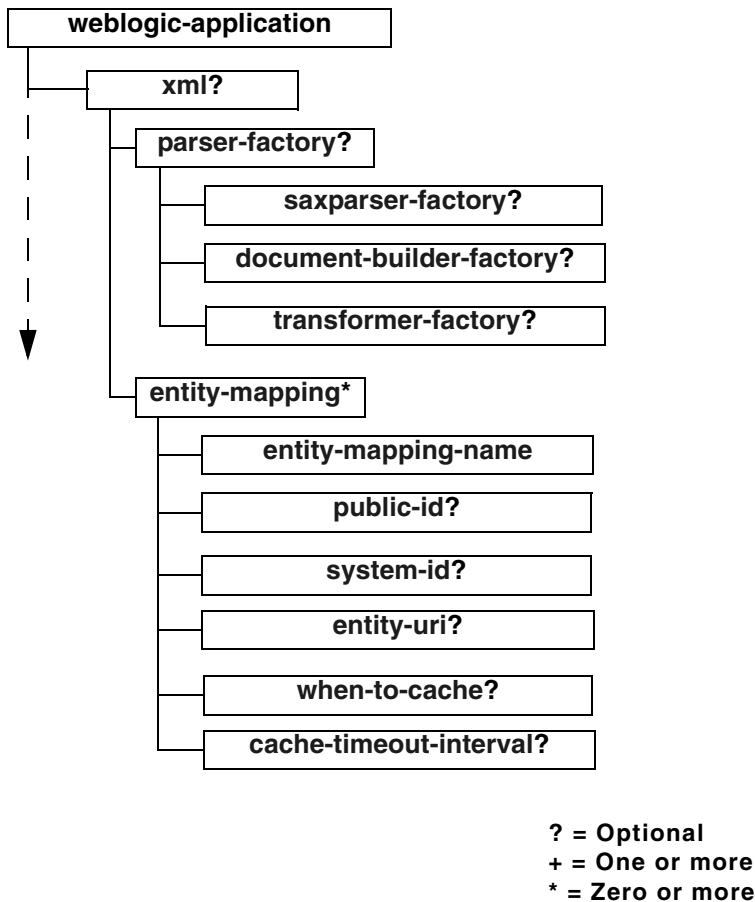 weblogic-application
xml?
parser-factory?
saxparser-factory?
document-builder-factory?
transformer-factory?
entity-mapping*
entity-mapping-name
public-id?
system-id?
entity-uri?
when-to-cache?
cache-timeout-interval?
? = Optional
+ = One or more
* = Zero or more